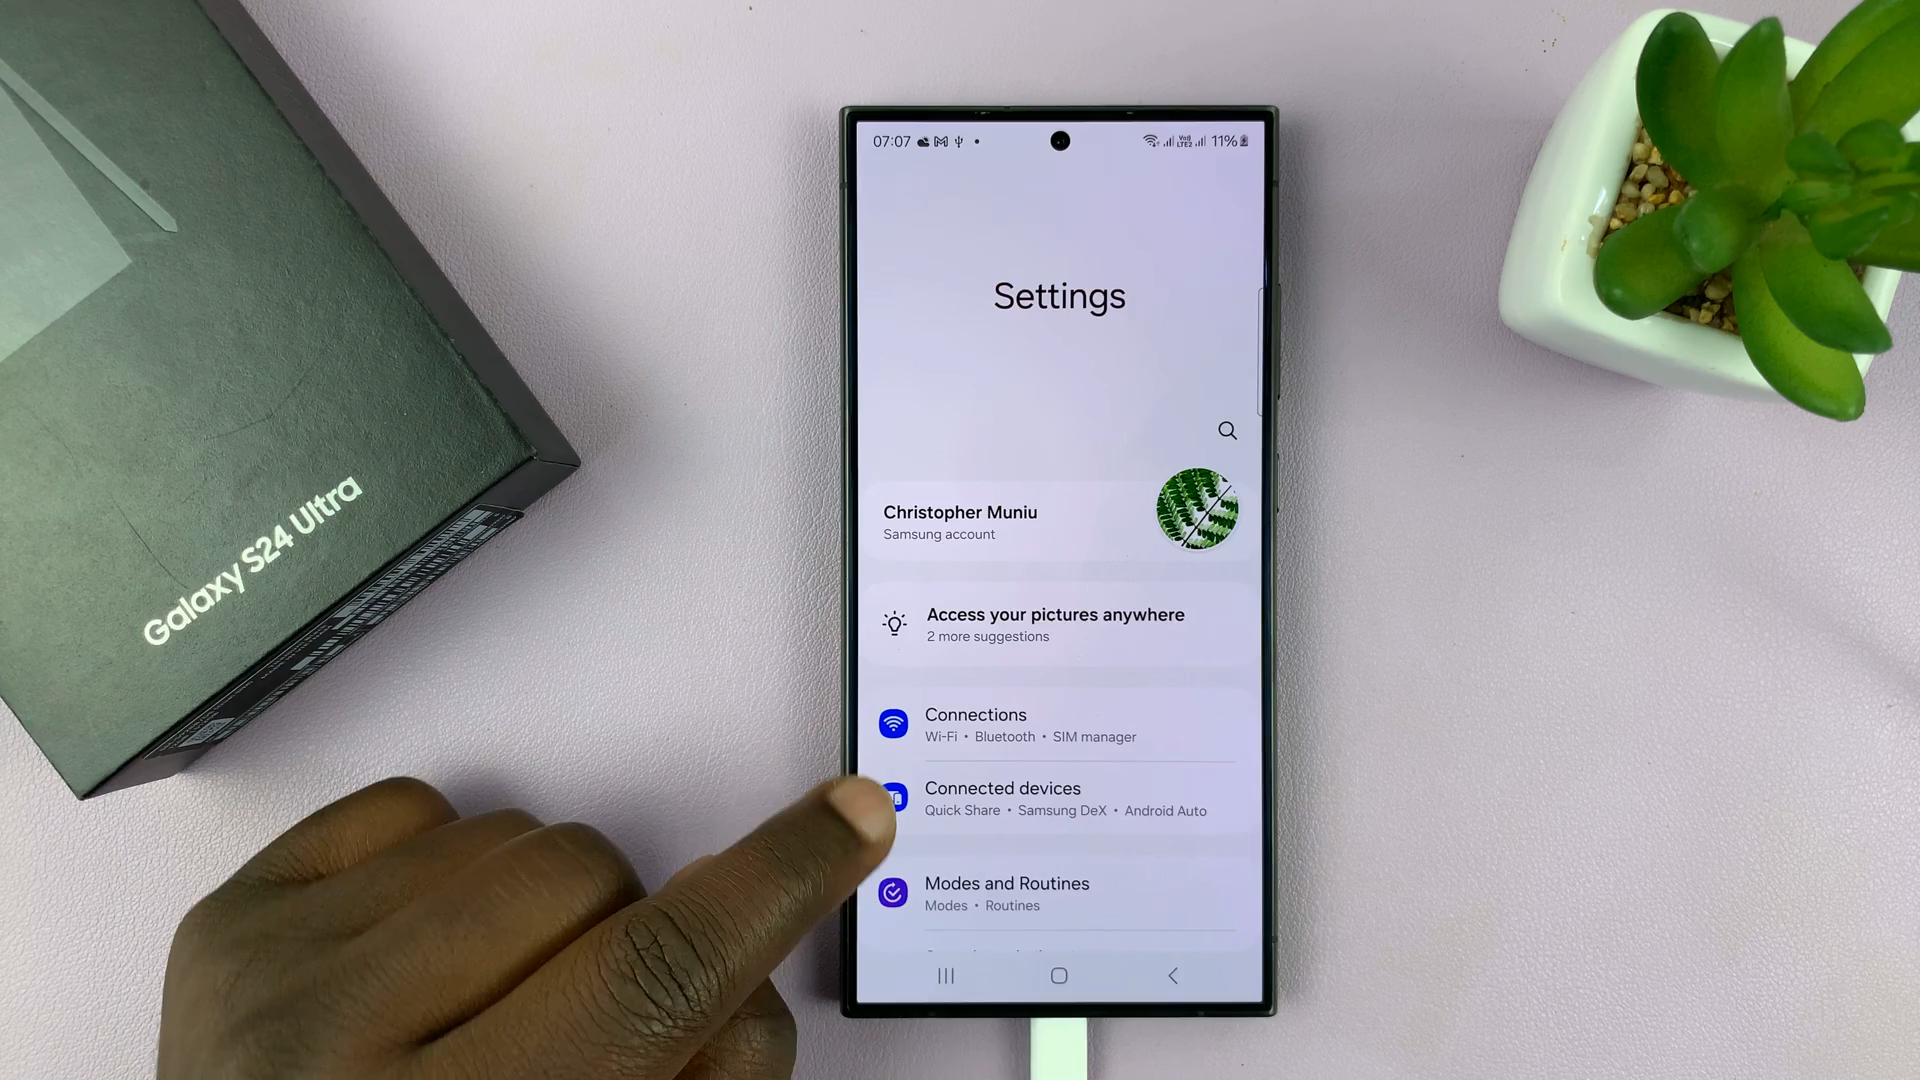 Galaxy S24 Ultra
07:07
11%
Settings
Christopher Muniu
Samsung account
Access your pictures anywhere
2 more suggestions
Connections
Wi-Fi • Bluetooth • SIM manager
Connected devices
Quick Share • Samsung DeX • Android Auto
Modes and Routines
Modes • Routines